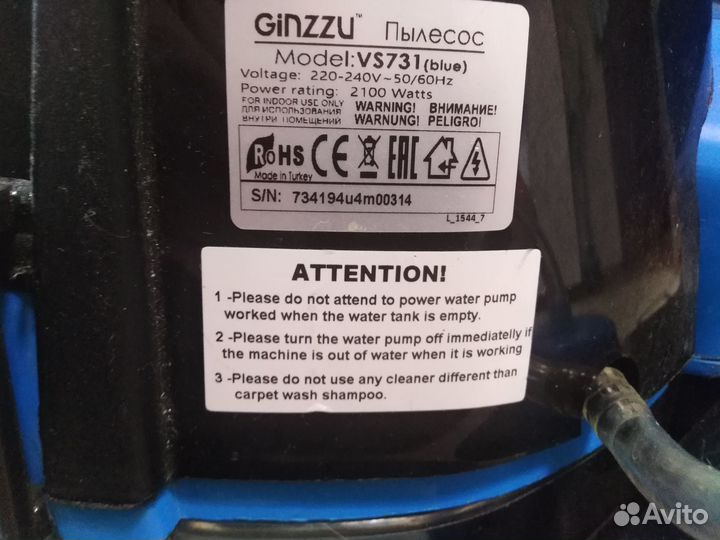 GiNZZU™ Пылесос
Model:VS731(blue)
Voltage: 220-240V~50/60Hz
Power rating: 2100 Watts
FOR INDOOR USE ONLY WARNING! ВНИМАНИЕ!
ДЛЯ ИСПОЛЬЗОВАНИЯ
ВНУТРИ ПОМЕЩЕНИЙ WARNUNG! PELIGRO!
RoHS CE EAC
Made in Turkey
S/N: 734194u4m00314
L_1544_7
ATTENTION!
1 -Please do not attend to power water pump
worked when the water tank is empty.
2 -Please turn the water pump off immediatelly if
the machine is out of water when it is working
3 -Please do not use any cleaner different than
carpet wash shampoo.
Avito